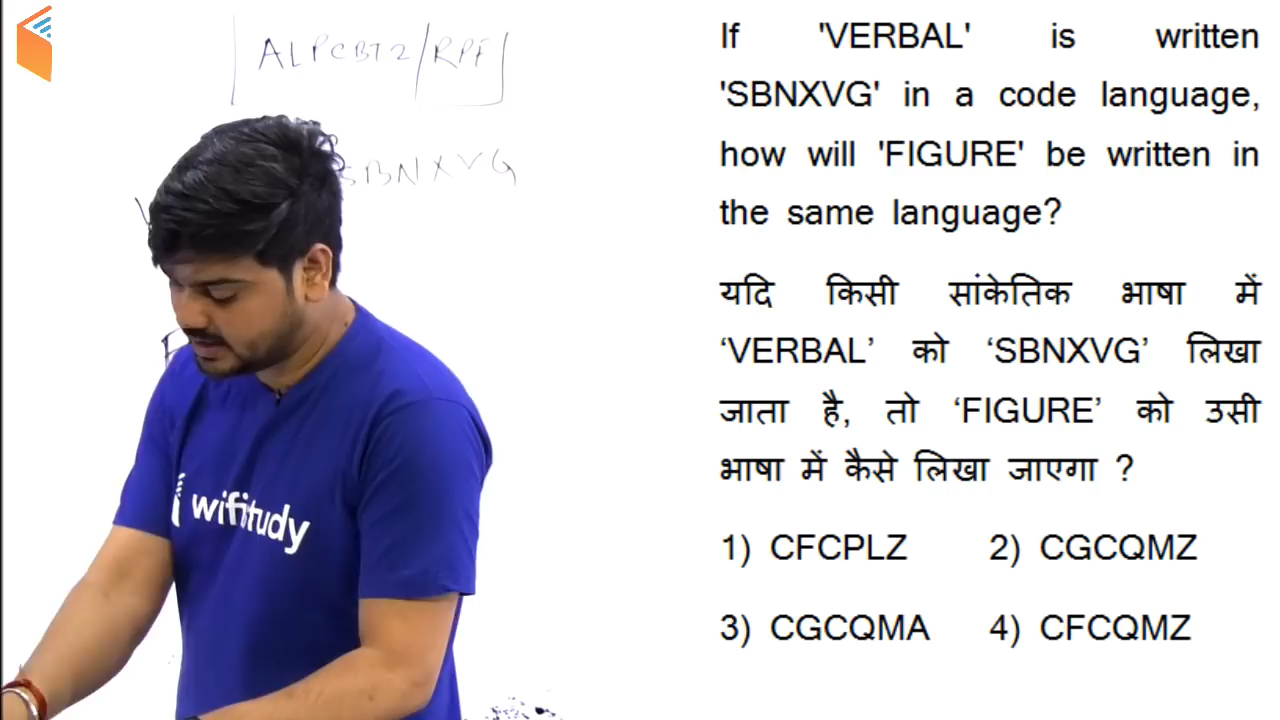 ALPCBT2/RPF
SBNXVG
wifistudy
If 'VERBAL' is written
'SBNXVG' in a code language,
how will 'FIGURE' be written in
the same language?
यदि किसी सांकेतिक भाषा में
‘VERBAL’ को ‘SBNXVG’ लिखा
जाता है, तो ‘FIGURE’ को उसी
भाषा में कैसे लिखा जाएगा ?
1) CFCPLZ 2) CGCQMZ
3) CGCQMA 4) CFCQMZ